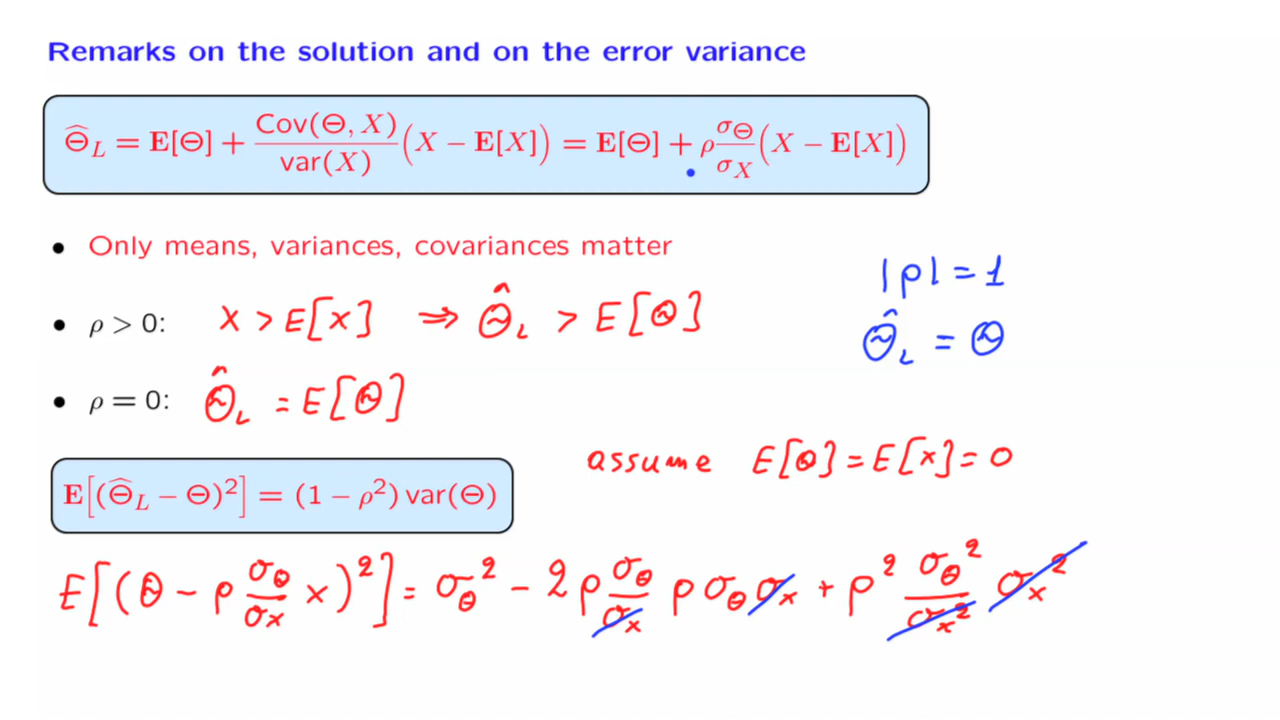 Remarks on the solution and on the error variance
Θ̂_L = E[Θ] + Cov(Θ, X)/var(X) (X − E[X]) = E[Θ] + ρ σ_Θ/σ_X (X − E[X])
• Only means, variances, covariances matter
|ρ| = 1
• ρ > 0: X > E[X] ⇒ Θ̂_L > E[Θ]
Θ̂_L = Θ
• ρ = 0: Θ̂_L = E[Θ]
assume E[Θ] = E[X] = 0
E[(Θ̂_L − Θ)²] = (1 − ρ²) var(Θ)
E[(Θ − ρ σ_Θ/σ_X X)²] = σ_Θ² − 2ρ σ_Θ/σ_X ρ σ_Θ σ_X + ρ² σ_Θ²/σ_X² σ_X²